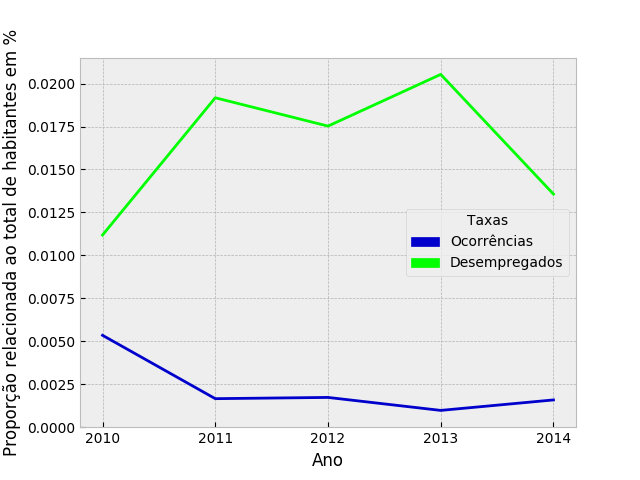 Proporção relacionada ao total de habitantes em %
0.0200
0.0175
0.0150
0.0125
0.0100
0.0075
0.0050
0.0025
0.0000
Taxas
Ocorrências
Desempregados
2010 2011 2012 2013 2014
Ano